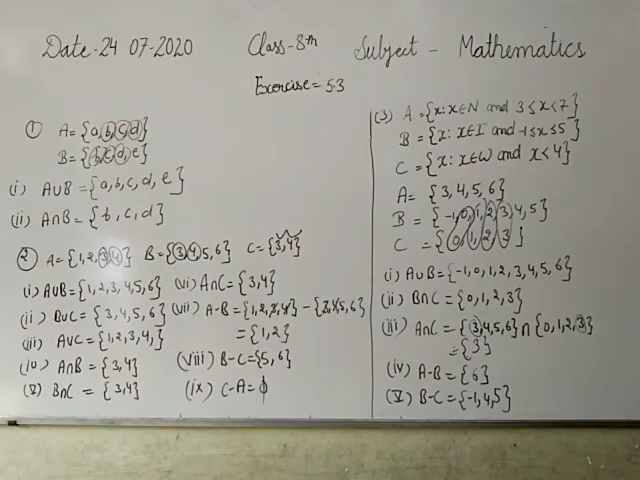 Date-24 07-2020 Class-8th Subject - Mathematics
Exercise=5.3
① A={a,b,c,d}
B={b,c,d,e}
(i) A∪B={a,b,c,d,e}
(ii) A∩B={b,c,d}
② A={1,2,3,4} B={3,4,5,6} C={3,4}
(i) A∪B={1,2,3,4,5,6}
(ii) B∪C={3,4,5,6}
(iii) A∪C={1,2,3,4,}
(iv) A∩B={3,4}
(v) B∩C={3,4}
(vi) A∩C={3,4}
(vii) A-B={1,2,3,4}-{3,4,5,6}
={1,2}
(viii) B-C={5,6}
(ix) C-A=ϕ
(3) A={x:x∈N and 3≤x<7}
B={x: x∈I and -1≤x≤5}
C={x: x∈W and x<4}
A={3,4,5,6}
B={-1,0,1,2,3,4,5}
C={0,1,2,3}
(i) A∪B={-1,0,1,2,3,4,5,6}
(ii) B∩C={0,1,2,3}
(iii) A∩C={3,4,5,6}∩{0,1,2,3}
={3}
(iv) A-B={6}
(v) B-C={-1,4,5}